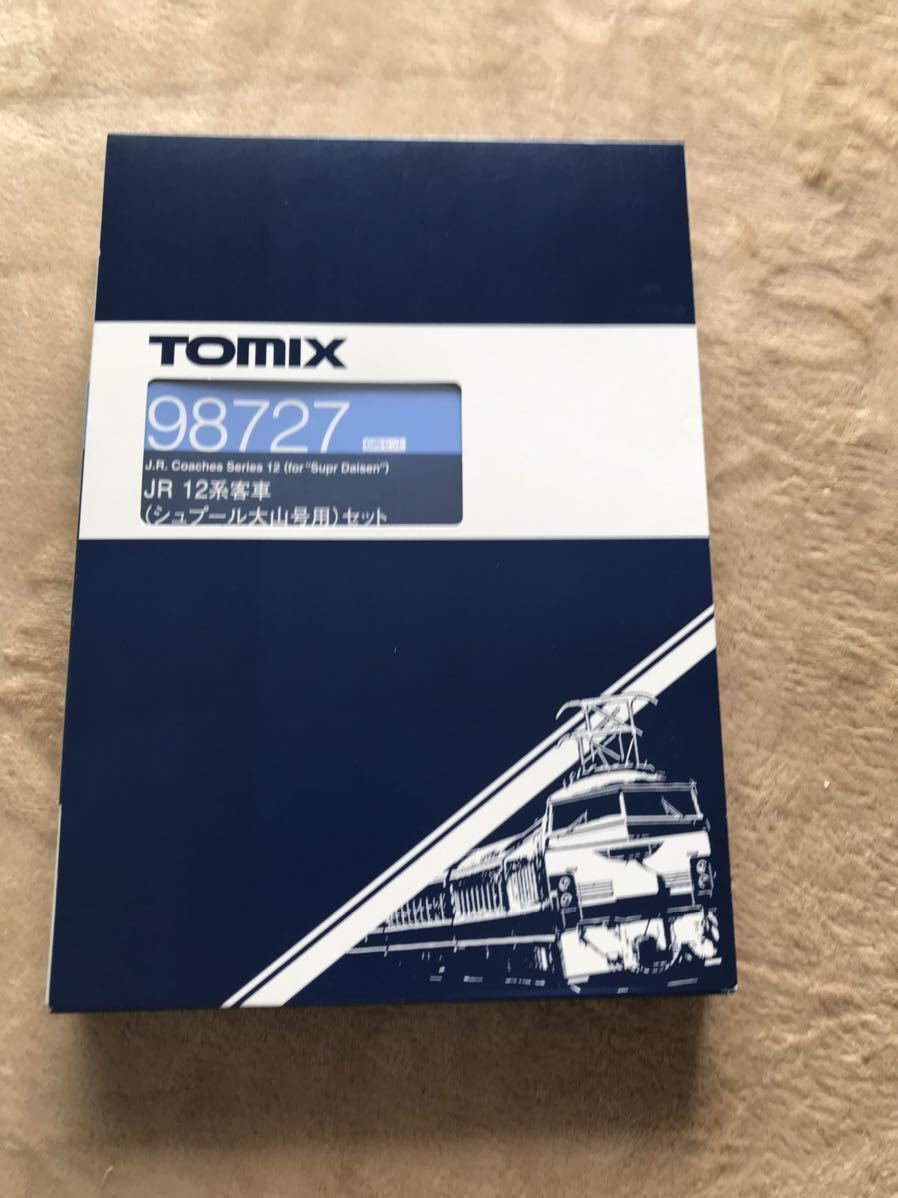 TOMIX
98727
J.R. Coaches Series 12 (for "Supr Daisen")
JR 12系客車
(シュプール大山号用)セット